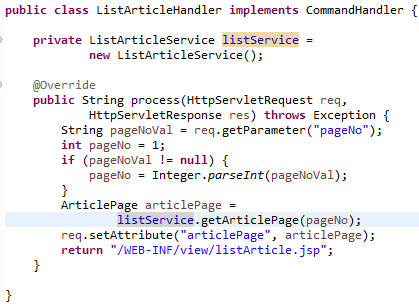 public class ListArticleHandler implements CommandHandler {
private ListArticleService listService =
new ListArticleService();
@Override
public String process(HttpServletRequest req,
HttpServletResponse res) throws Exception {
String pageNoVal = req.getParameter("pageNo");
int pageNo = 1;
if (pageNoVal != null) {
pageNo = Integer.parseInt(pageNoVal);
}
ArticlePage articlePage =
listService.getArticlePage(pageNo);
req.setAttribute("articlePage", articlePage);
return "/WEB-INF/view/listArticle.jsp";
}
}